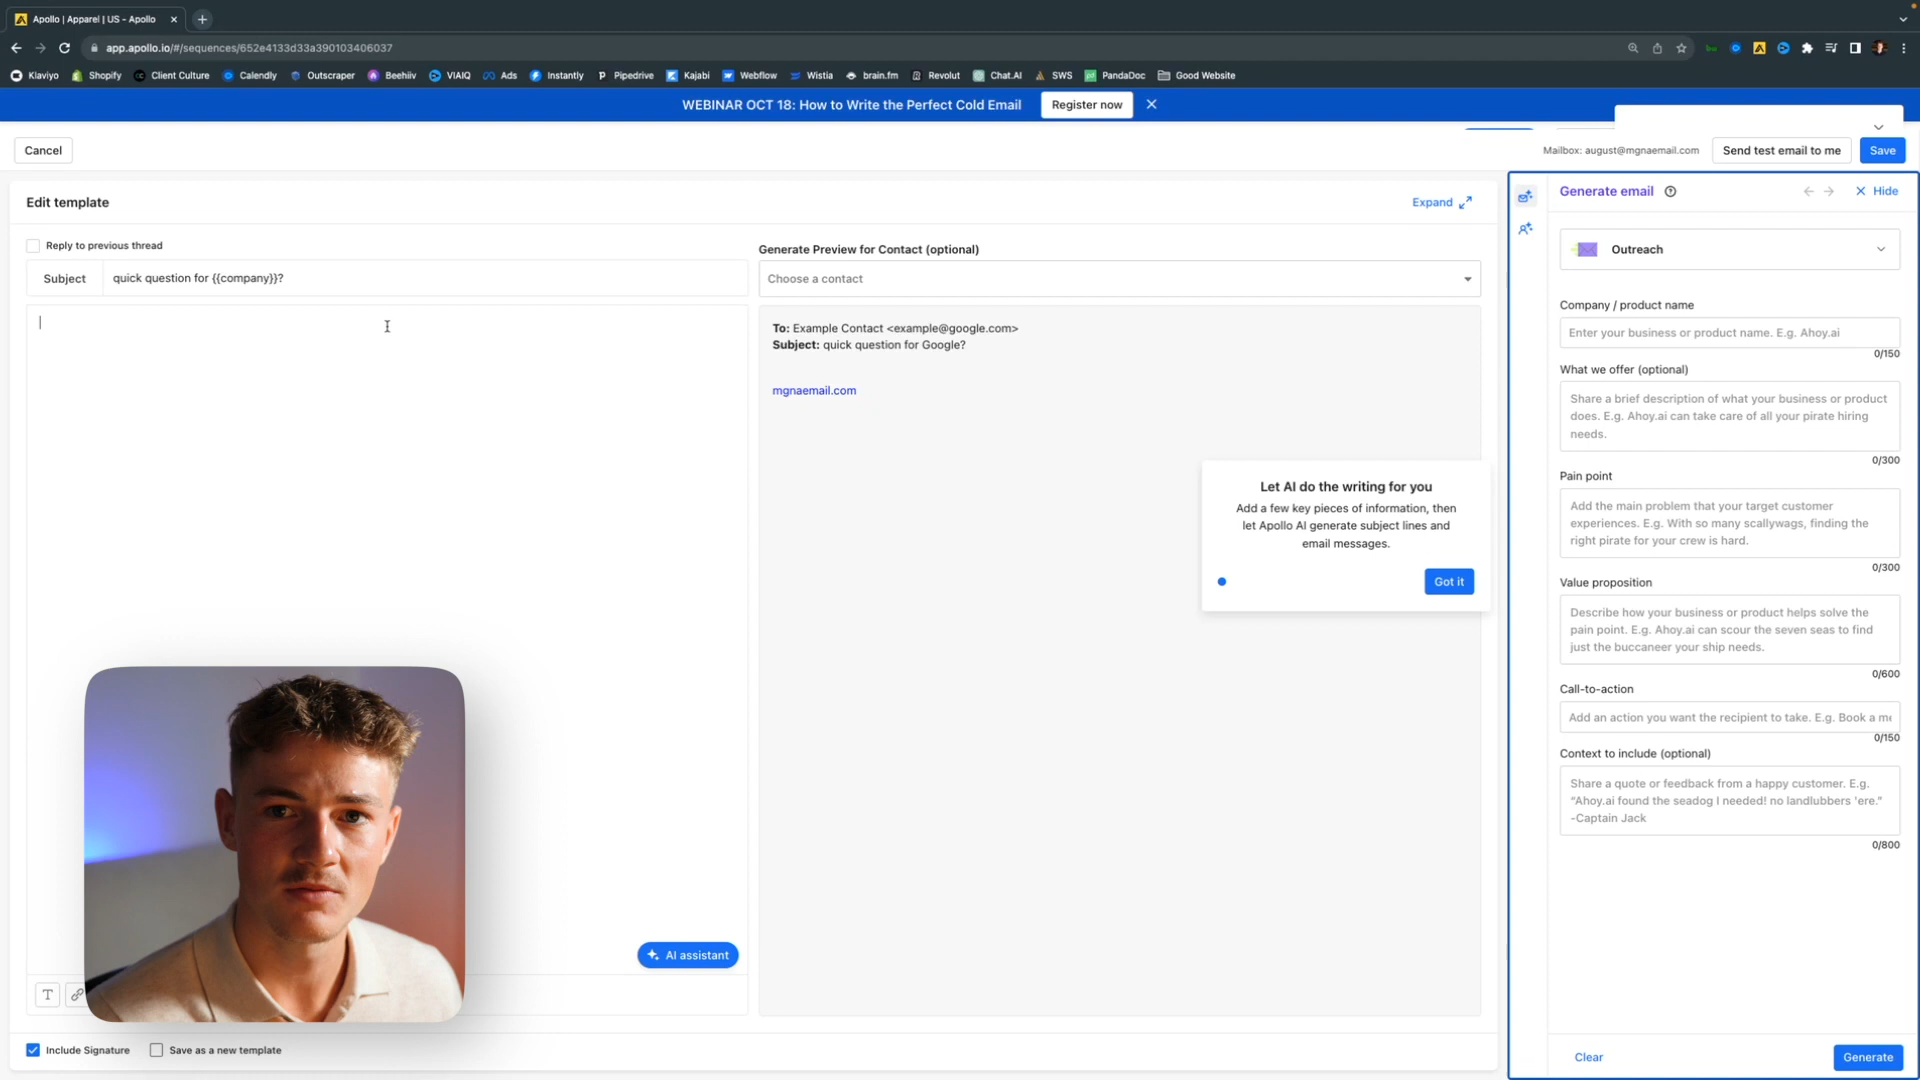 Apollo | Apparel | US - Apollo
app.apollo.io/#/sequences/652e4133d33a390103406037
Klaviyo Shopify Client Culture Calendly Outscraper Beehiiv VIAIQ Ads Instantly Pipedrive Kajabi Webflow Wistia brain.fm Revolut Chat.AI SWS PandaDoc Good Website
WEBINAR OCT 18: How to Write the Perfect Cold Email Register now
Cancel
Mailbox: august@mgnaemail.com Send test email to me Save
Edit template
Expand
Reply to previous thread
Subject quick question for {{company}}?
Generate Preview for Contact (optional)
Choose a contact
To: Example Contact <example@google.com>
Subject: quick question for Google?
mgnaemail.com
Let AI do the writing for you
Add a few key pieces of information, then
let Apollo AI generate subject lines and
email messages.
Got it
AI assistant
T
Include Signature Save as a new template
Generate email
Hide
Outreach
Company / product name
Enter your business or product name. E.g. Ahoy.ai
0/150
What we offer (optional)
Share a brief description of what your business or product
does. E.g. Ahoy.ai can take care of all your pirate hiring
needs.
0/300
Pain point
Add the main problem that your target customer
experiences. E.g. With so many scallywags, finding the
right pirate for your crew is hard.
0/300
Value proposition
Describe how your business or product helps solve the
pain point. E.g. Ahoy.ai can scour the seven seas to find
just the buccaneer your ship needs.
0/600
Call-to-action
Add an action you want the recipient to take. E.g. Book a me
0/150
Context to include (optional)
Share a quote or feedback from a happy customer. E.g.
“Ahoy.ai found the seadog I needed! no landlubbers 'ere.”
-Captain Jack
0/800
Clear Generate